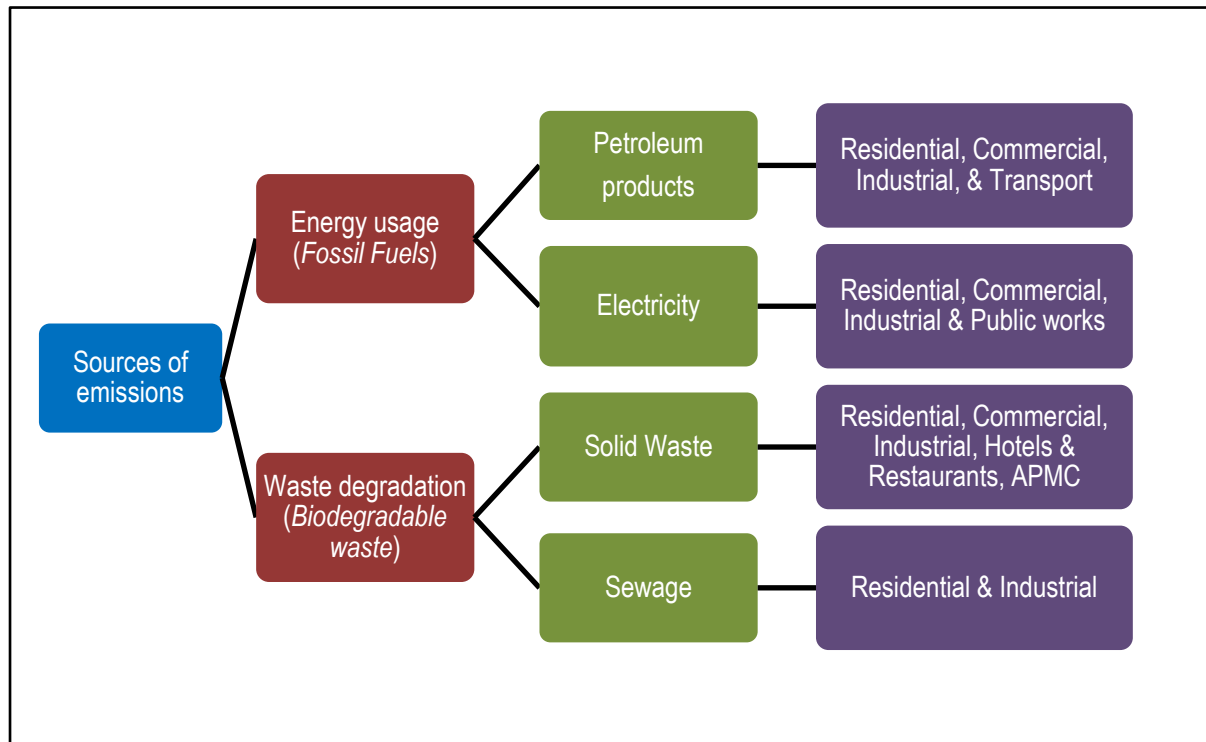 Sources of
emissions
Energy usage
(Fossil Fuels)
Waste degradation
(Biodegradable
waste)
Petroleum
products
Electricity
Solid Waste
Sewage
Residential, Commercial,
Industrial, & Transport
Residential, Commercial,
Industrial & Public works
Residential, Commercial,
Industrial, Hotels &
Restaurants, APMC
Residential & Industrial